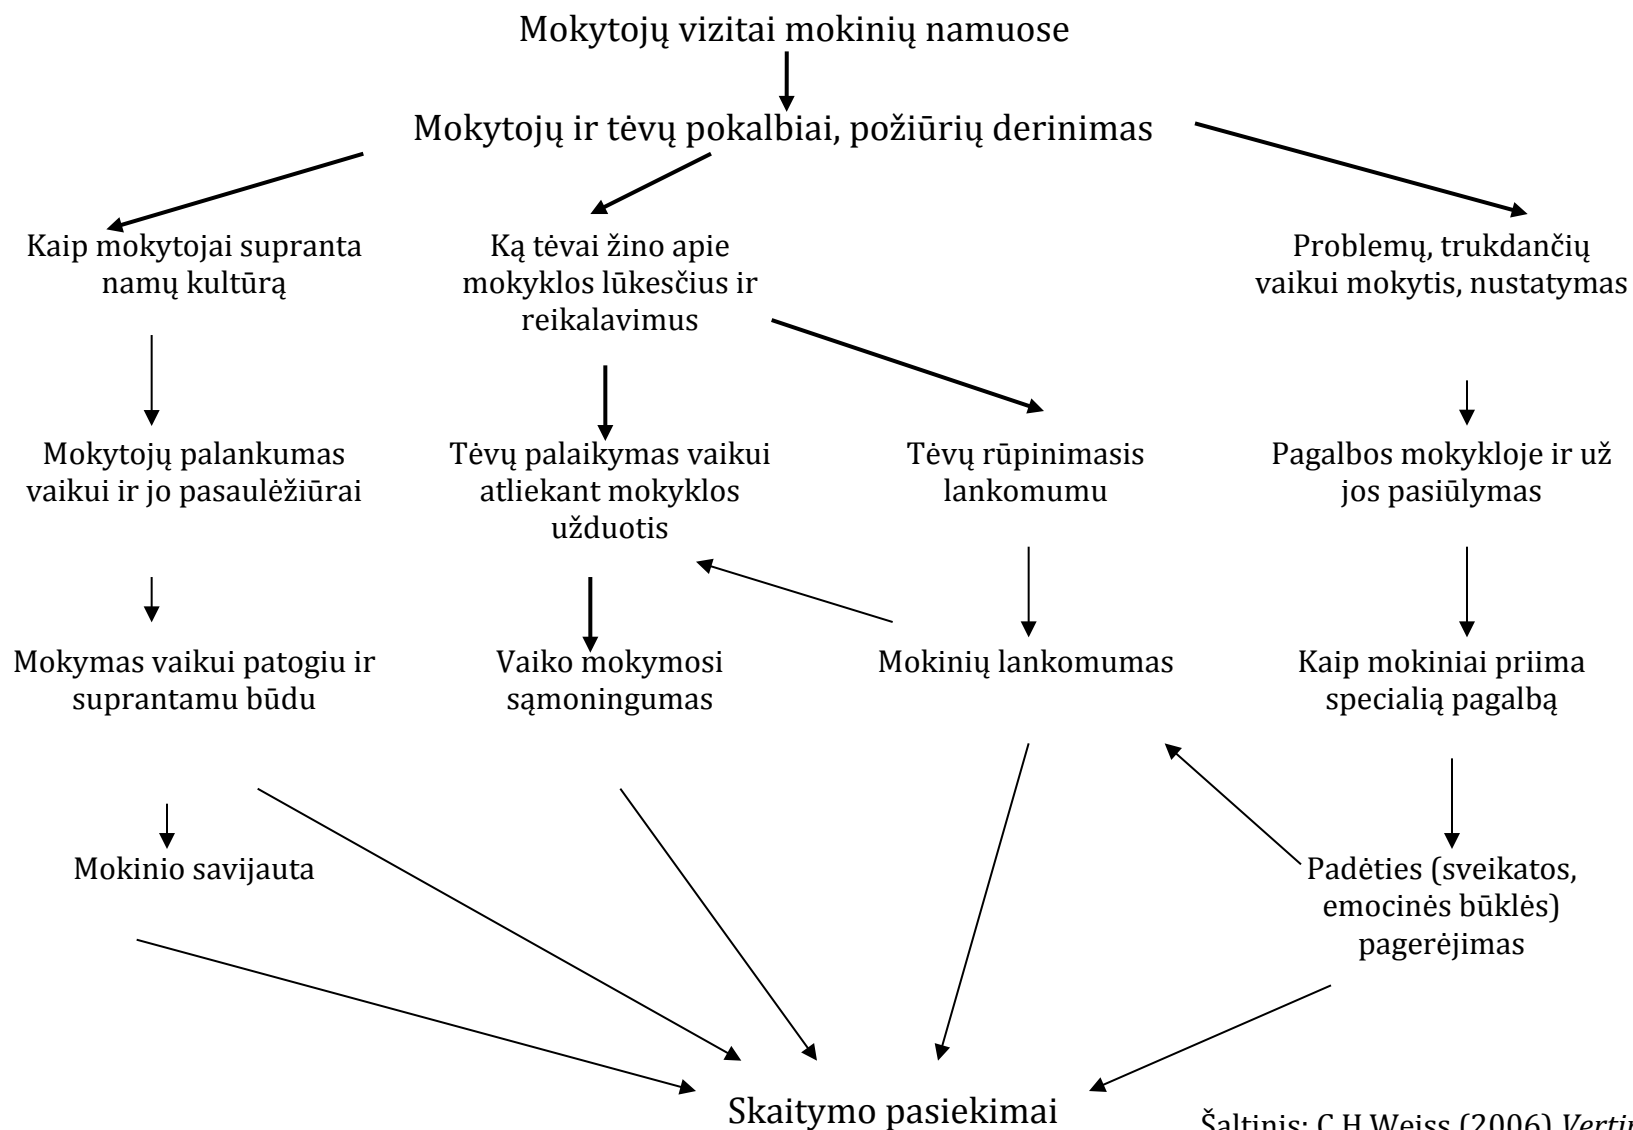 Mokytojų vizitai mokinių namuose
Mokytojų ir tėvų pokalbiai, požiūrių derinimas
Kaip mokytojai supranta
namų kultūrą
Ką tėvai žino apie
mokyklos lūkesčius ir
reikalavimus
Problemų, trukdančių
vaikui mokytis, nustatymas
Mokytojų palankumas
vaikui ir jo pasaulėžiūrai
Tėvų palaikymas vaikui
atliekant mokyklos
užduotis
Tėvų rūpinimasis
lankomumu
Pagalbos mokykloje ir už
jos pasiūlymas
Mokymas vaikui patogiu ir
suprantamu būdu
Vaiko mokymosi
sąmoningumas
Mokinių lankomumas
Kaip mokiniai priima
specialią pagalbą
Mokinio savijauta
Padėties (sveikatos,
emocinės būklės)
pagerėjimas
Skaitymo pasiekimai
Šaltinis: C.H.Weiss (2006)